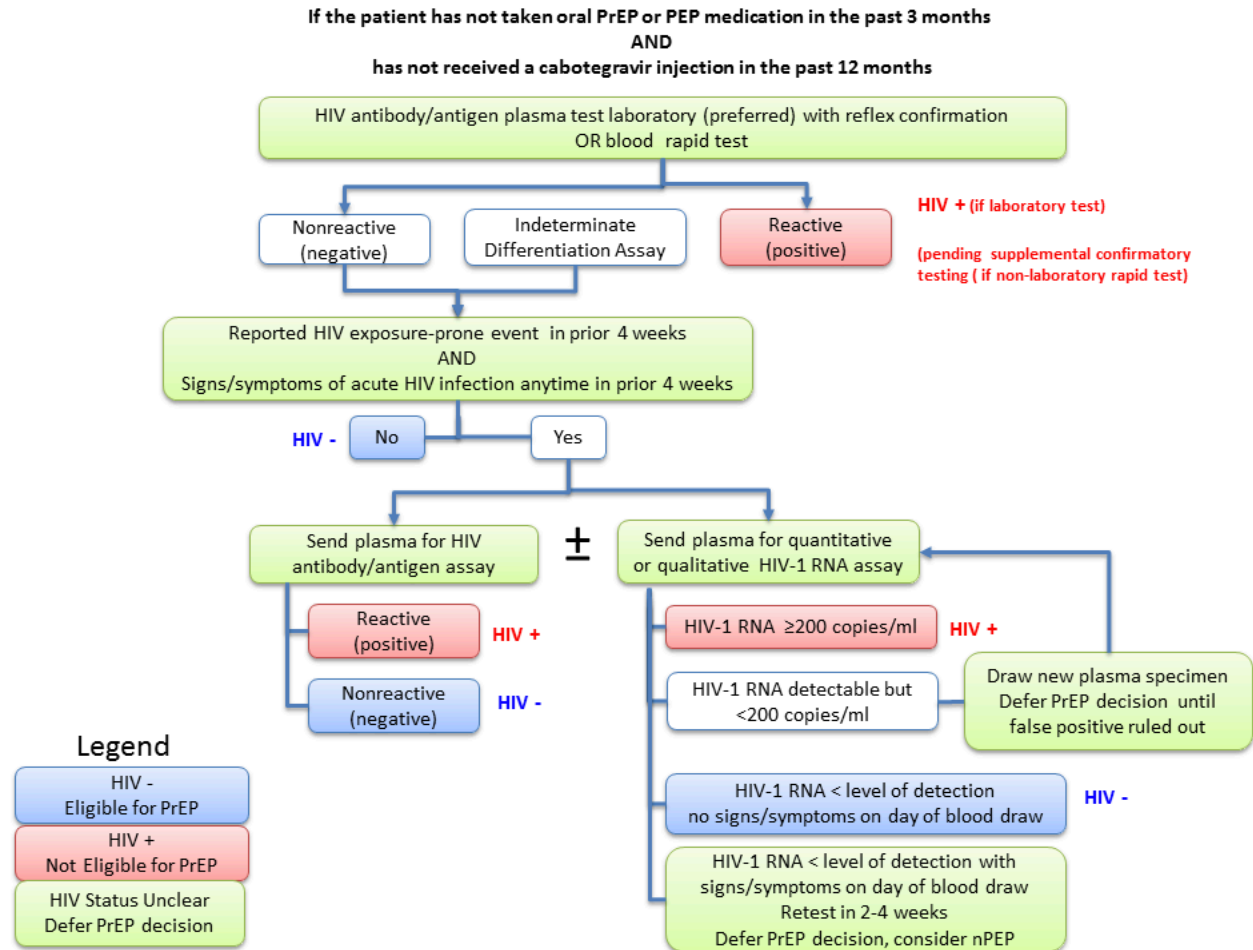 If the patient has not taken oral PrEP or PEP medication in the past 3 months
AND
has not received a cabotegravir injection in the past 12 months
HIV antibody/antigen plasma test laboratory (preferred) with reflex confirmation
OR blood rapid test
Nonreactive
(negative)
Indeterminate
Differentiation Assay
Reactive
(positive)
HIV + (if laboratory test)
(pending supplemental confirmatory
testing ( if non-laboratory rapid test)
Reported HIV exposure-prone event in prior 4 weeks
AND
Signs/symptoms of acute HIV infection anytime in prior 4 weeks
HIV -
No
Yes
Send plasma for HIV
antibody/antigen assay
±
Send plasma for quantitative
or qualitative HIV-1 RNA assay
Reactive
(positive)
HIV +
Nonreactive
(negative)
HIV -
HIV-1 RNA ≥200 copies/ml
HIV +
HIV-1 RNA detectable but
<200 copies/ml
Draw new plasma specimen
Defer PrEP decision until
false positive ruled out
HIV-1 RNA < level of detection
no signs/symptoms on day of blood draw
HIV -
HIV-1 RNA < level of detection with
signs/symptoms on day of blood draw
Retest in 2-4 weeks
Defer PrEP decision, consider nPEP
Legend
HIV -
Eligible for PrEP
HIV +
Not Eligible for PrEP
HIV Status Unclear
Defer PrEP decision